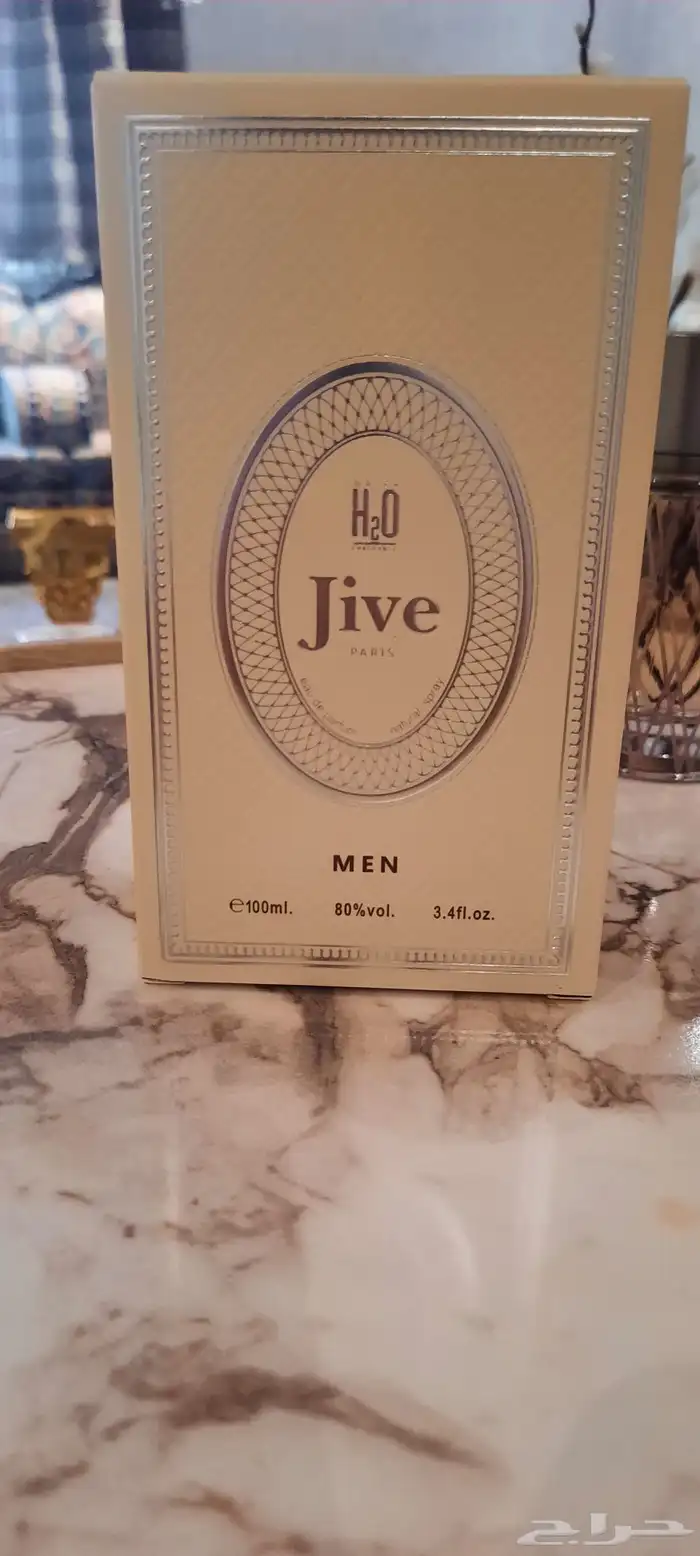 H2O
Jive
PARIS
eau de parfum natural spray
MEN
℮100ml. 80%vol. 3.4fl.oz.
حراج